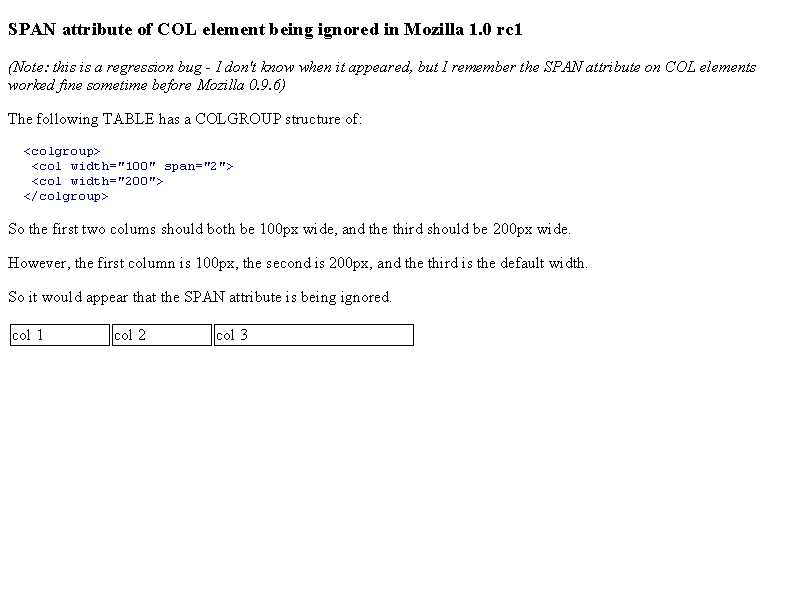 SPAN attribute of COL element being ignored in Mozilla 1.0 rc1
(Note: this is a regression bug - I don't know when it appeared, but I remember the SPAN attribute on COL elements
worked fine sometime before Mozilla 0.9.6)
The following TABLE has a COLGROUP structure of:
<colgroup>
<col width="100" span="2">
<col width="200">
</colgroup>
So the first two colums should both be 100px wide, and the third should be 200px wide.
However, the first column is 100px, the second is 200px, and the third is the default width.
So it would appear that the SPAN attribute is being ignored.
col 1 col 2 col 3